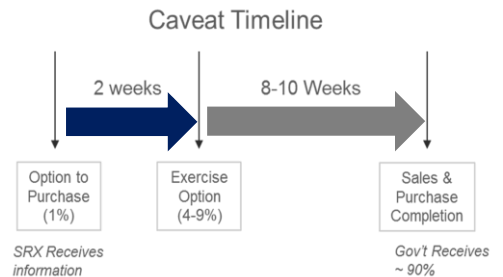 Caveat Timeline
2 weeks
8-10 Weeks
Option to
Purchase
(1%)
Exercise
Option
(4-9%)
Sales &
Purchase
Completion
SRX Receives
information
Gov't Receives
~ 90%